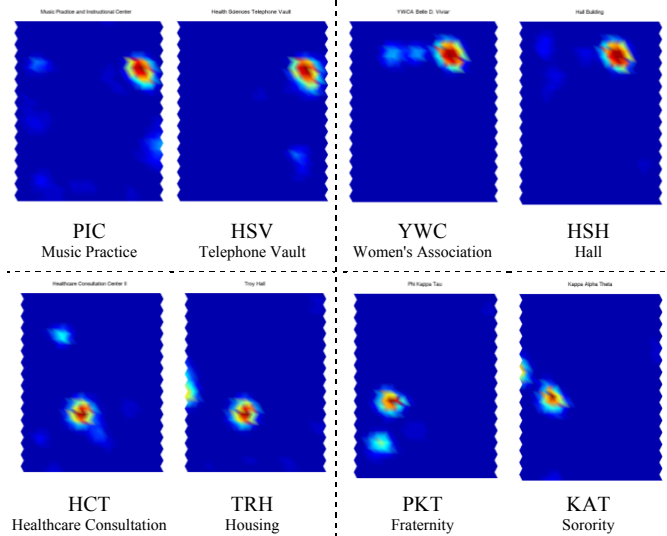 Music Practice and Instructional Center
Health Sciences Telephone Vault
YWCA Belle D. Vivian
Hall Building
PIC
Music Practice
HSV
Telephone Vault
YWC
Women's Association
HSH
Hall
Healthcare Consultation Center II
Troy Hall
Phi Kappa Tau
Kappa Alpha Theta
HCT
Healthcare Consultation
TRH
Housing
PKT
Fraternity
KAT
Sorority